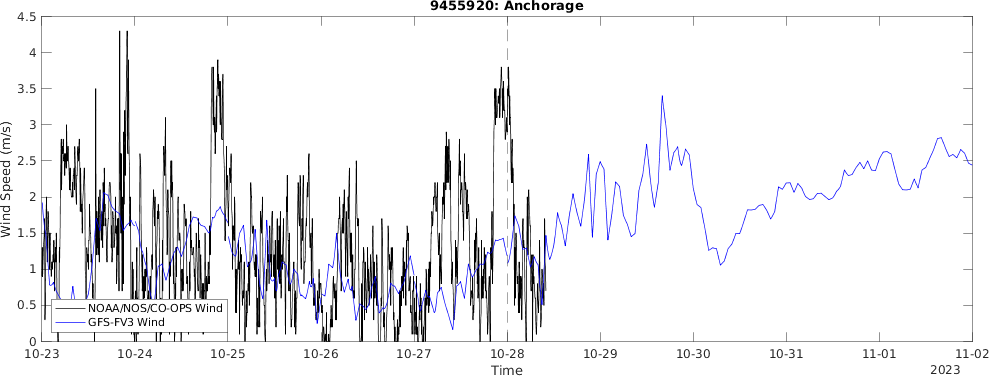 9455920: Anchorage
Wind Speed (m/s)
4.5
4
3.5
3
2.5
2
1.5
1
0.5
0
NOAA/NOS/CO-OPS Wind
GFS-FV3 Wind
10-23 10-24 10-25 10-26 10-27 10-28 10-29 10-30 10-31 11-01 11-02
Time
2023